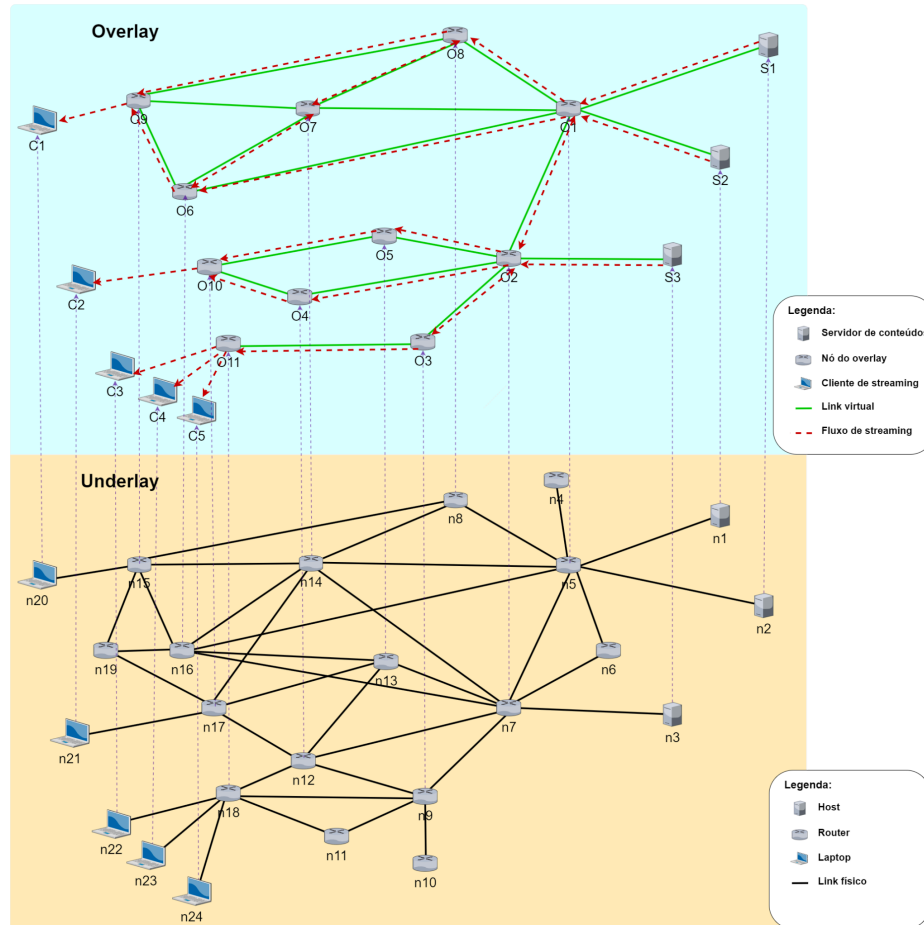 Overlay
O8
S1
O9
O7
O1
C1
S2
O6
O5
O2
S3
O10
C2
O4
Legenda:
Servidor de conteúdos
O11
O3
Nó do overlay
C3
Cliente de streaming
C4
C5
Link virtual
Fluxo de streaming
Underlay
n4
n8
n1
n15
n14
n5
n20
n2
n19
n16
n13
n6
n17
n7
n3
n21
n12
Legenda:
n18
n9
Host
n22
n11
Router
n23
n10
Laptop
n24
Link fisico